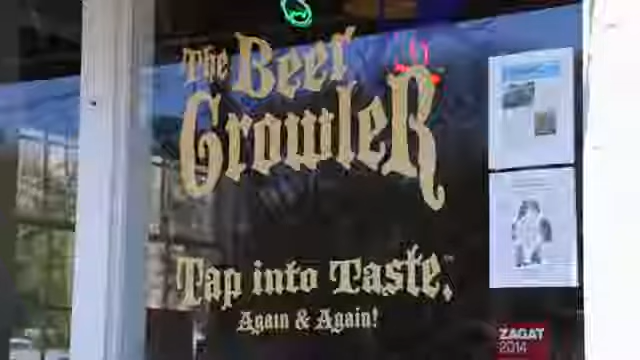 The Beer
Growler
Tap into Taste.
Again & Again!
ZAGAT
2014